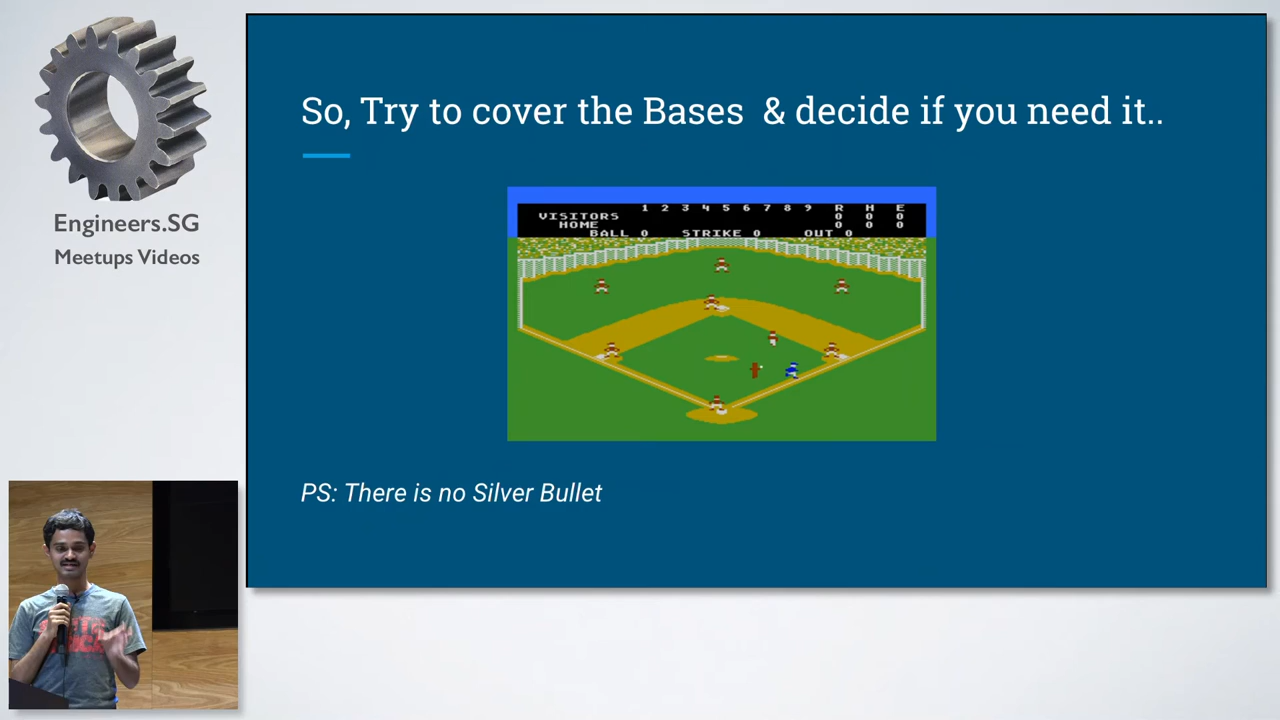 Engineers.SG
Meetups Videos
So, Try to cover the Bases & decide if you need it..
1 2 3 4 5 6 7 8 9 R H E
VISITORS 0 0 0
HOME 0 0 0
BALL 0 STRIKE 0 OUT 0
PS: There is no Silver Bullet